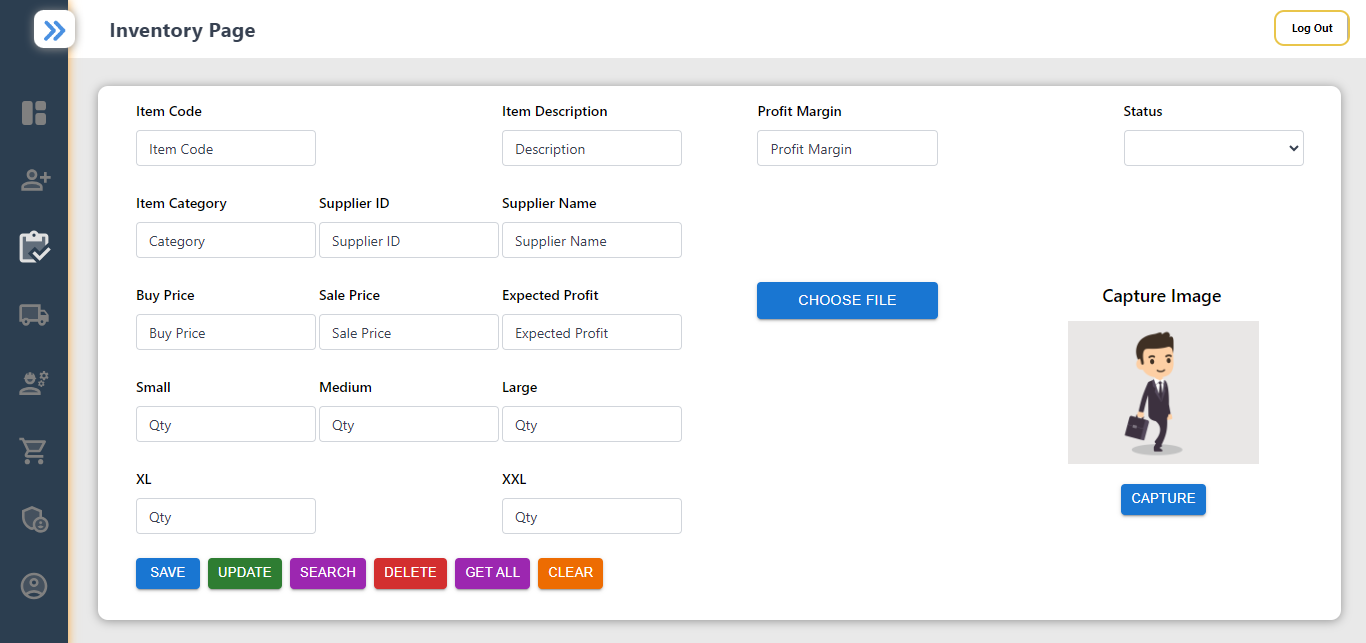 Inventory Page
Log Out
Item Code
Item Description
Profit Margin
Status
Item Code
Description
Profit Margin
Item Category
Supplier ID
Supplier Name
Category
Supplier ID
Supplier Name
Buy Price
Sale Price
Expected Profit
CHOOSE FILE
Capture Image
Buy Price
Sale Price
Expected Profit
Small
Medium
Large
Qty
Qty
Qty
XL
XXL
CAPTURE
Qty
Qty
SAVE
UPDATE
SEARCH
DELETE
GET ALL
CLEAR